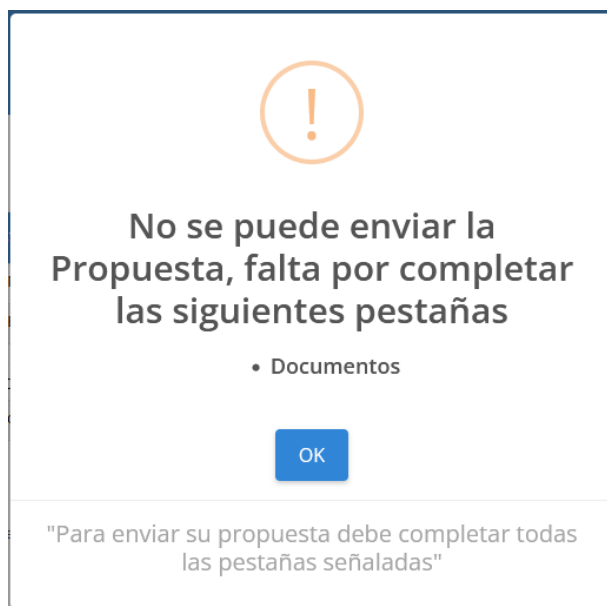 No se puede enviar la
Propuesta, falta por completar
las siguientes pestañas
• Documentos
OK
"Para enviar su propuesta debe completar todas
las pestañas señaladas"